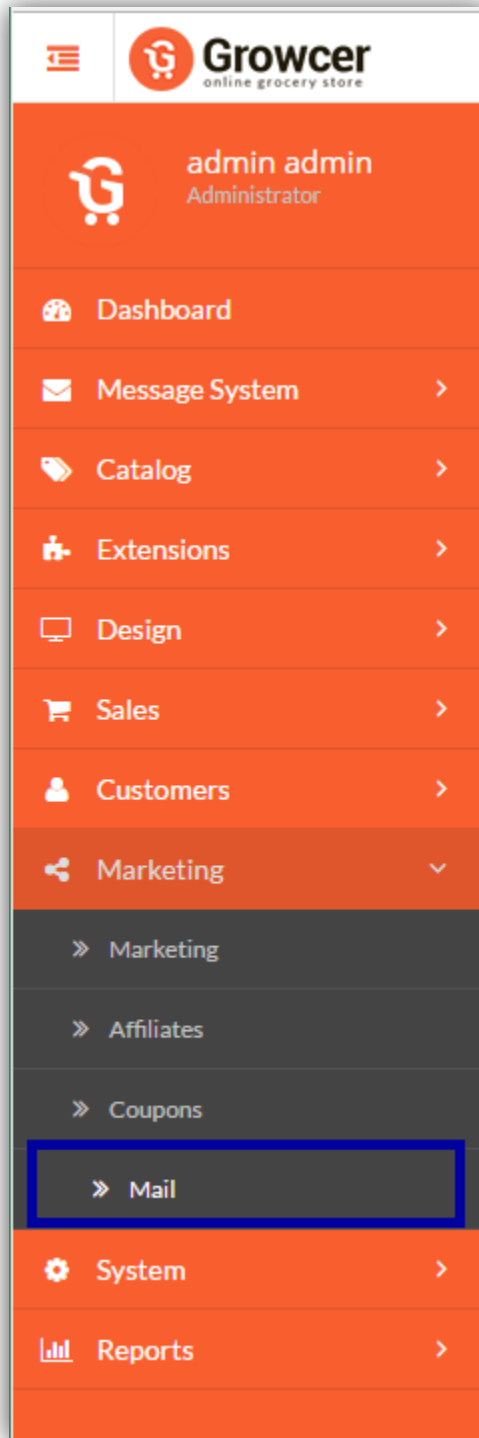 Growcer
online grocery store
admin admin
Administrator
Dashboard
Message System
Catalog
Extensions
Design
Sales
Customers
Marketing
Marketing
Affiliates
Coupons
Mail
System
Reports